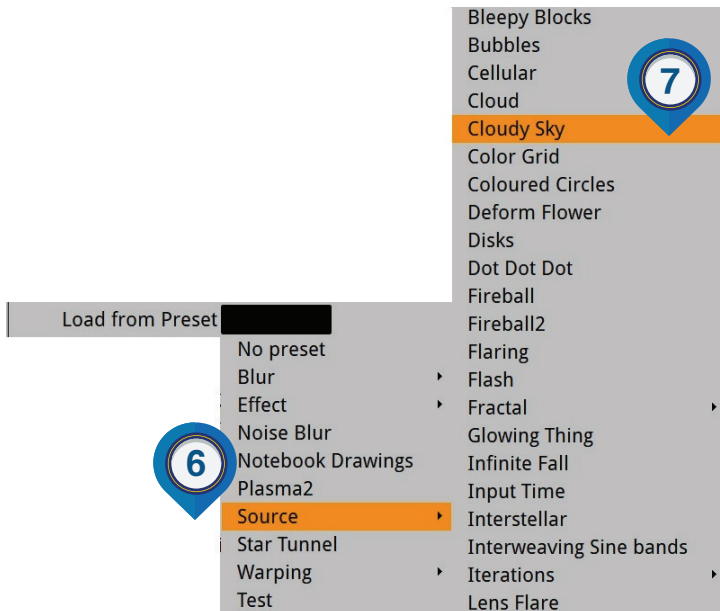 Bleepy Blocks
Bubbles
Cellular
Cloud
Cloudy Sky
Color Grid
Coloured Circles
Deform Flower
Disks
Dot Dot Dot
Fireball
Fireball2
Flaring
Flash
Fractal
Glowing Thing
Infinite Fall
Input Time
Interstellar
Interweaving Sine bands
Iterations
Lens Flare
7
Load from Preset
No preset
Blur
Effect
Noise Blur
Notebook Drawings
Plasma2
Source
Star Tunnel
Warping
Test
6